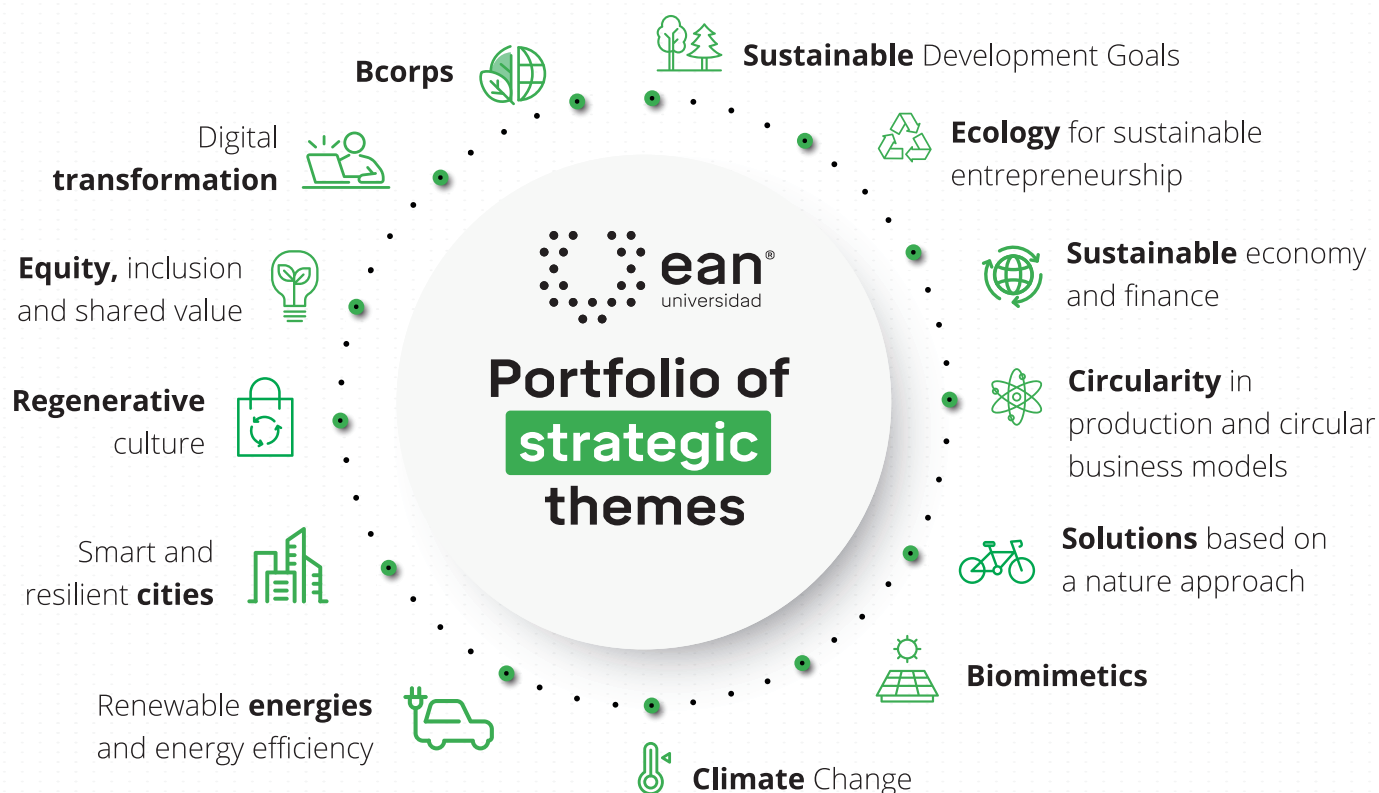 Sustainable Development Goals
Ecology for sustainable
entrepreneurship
Sustainable economy
and finance
Circularity in
production and circular
business models
Solutions based on
a nature approach
Biomimetics
Climate Change
Renewable energies
and energy efficiency
Smart and
resilient cities
Regenerative
culture
Equity, inclusion
and shared value
Digital
transformation
Bcorps
ean®
universidad
Portfolio of
strategic
themes